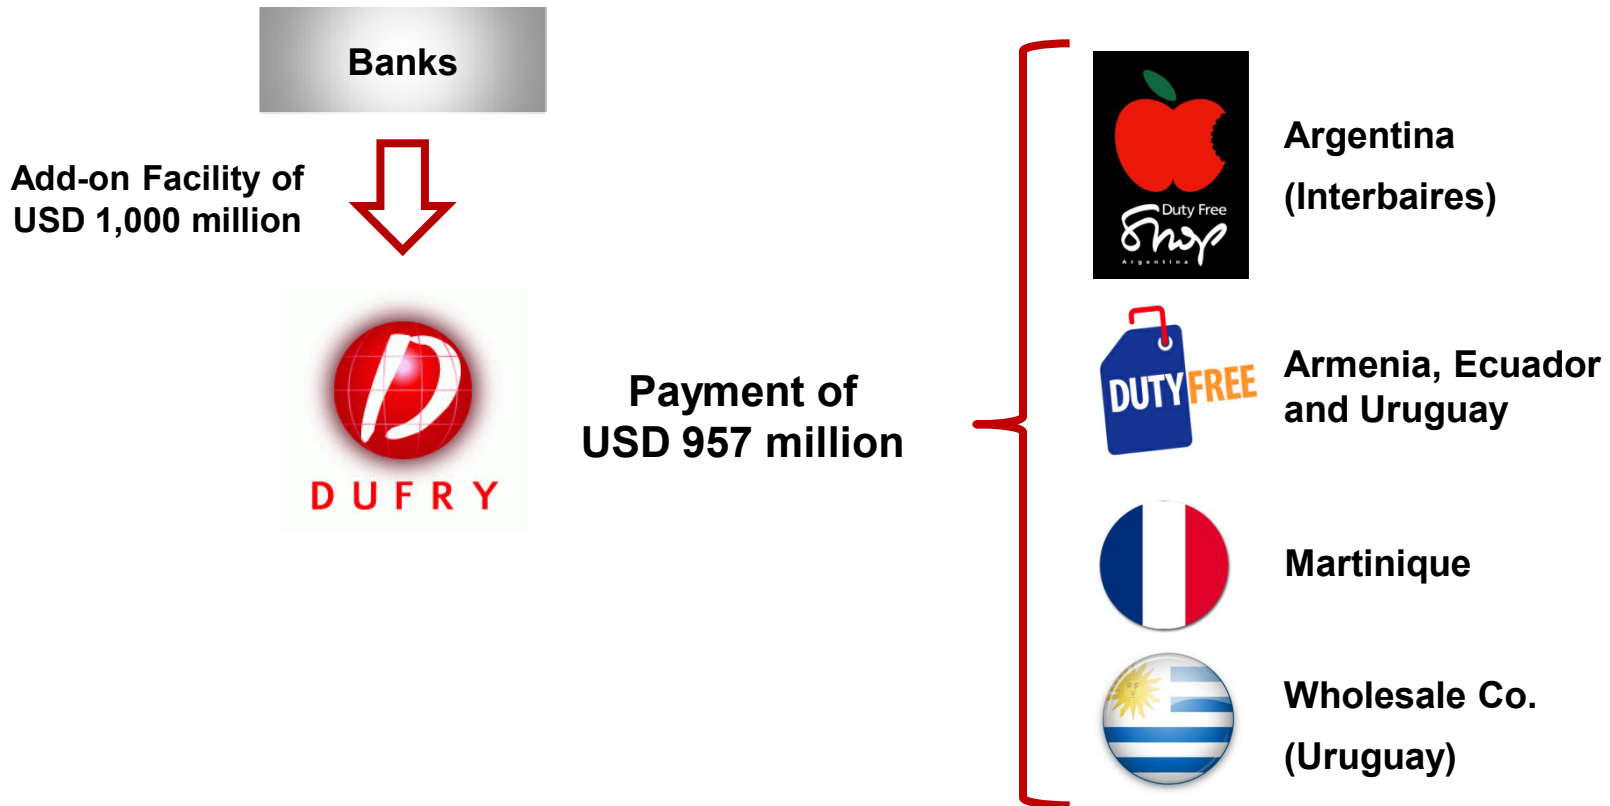 Banks
Add-on Facility of
USD 1,000 million
D
DUFRY
Payment of
USD 957 million
Duty Free
Shop
Argentina
Argentina
(Interbaires)
DUTY FREE
Armenia, Ecuador
and Uruguay
Martinique
Wholesale Co.
(Uruguay)